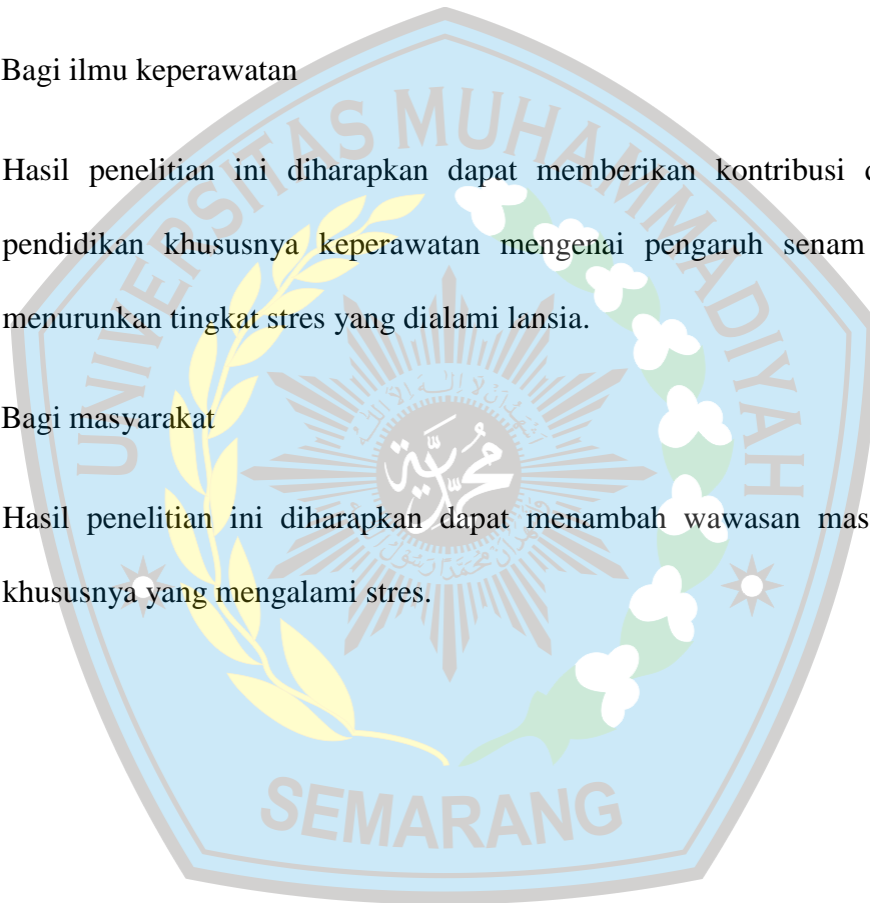 Bagi ilmu keperawatan
Hasil penelitian ini diharapkan dapat memberikan kontribusi
pendidikan khususnya keperawatan mengenai pengaruh senam
menurunkan tingkat stres yang dialami lansia.
Bagi masyarakat
Hasil penelitian ini diharapkan dapat menambah wawasan mas
khususnya yang mengalami stres.
UNIVERSITAS MUHAMMADIYAH
SEMARANG